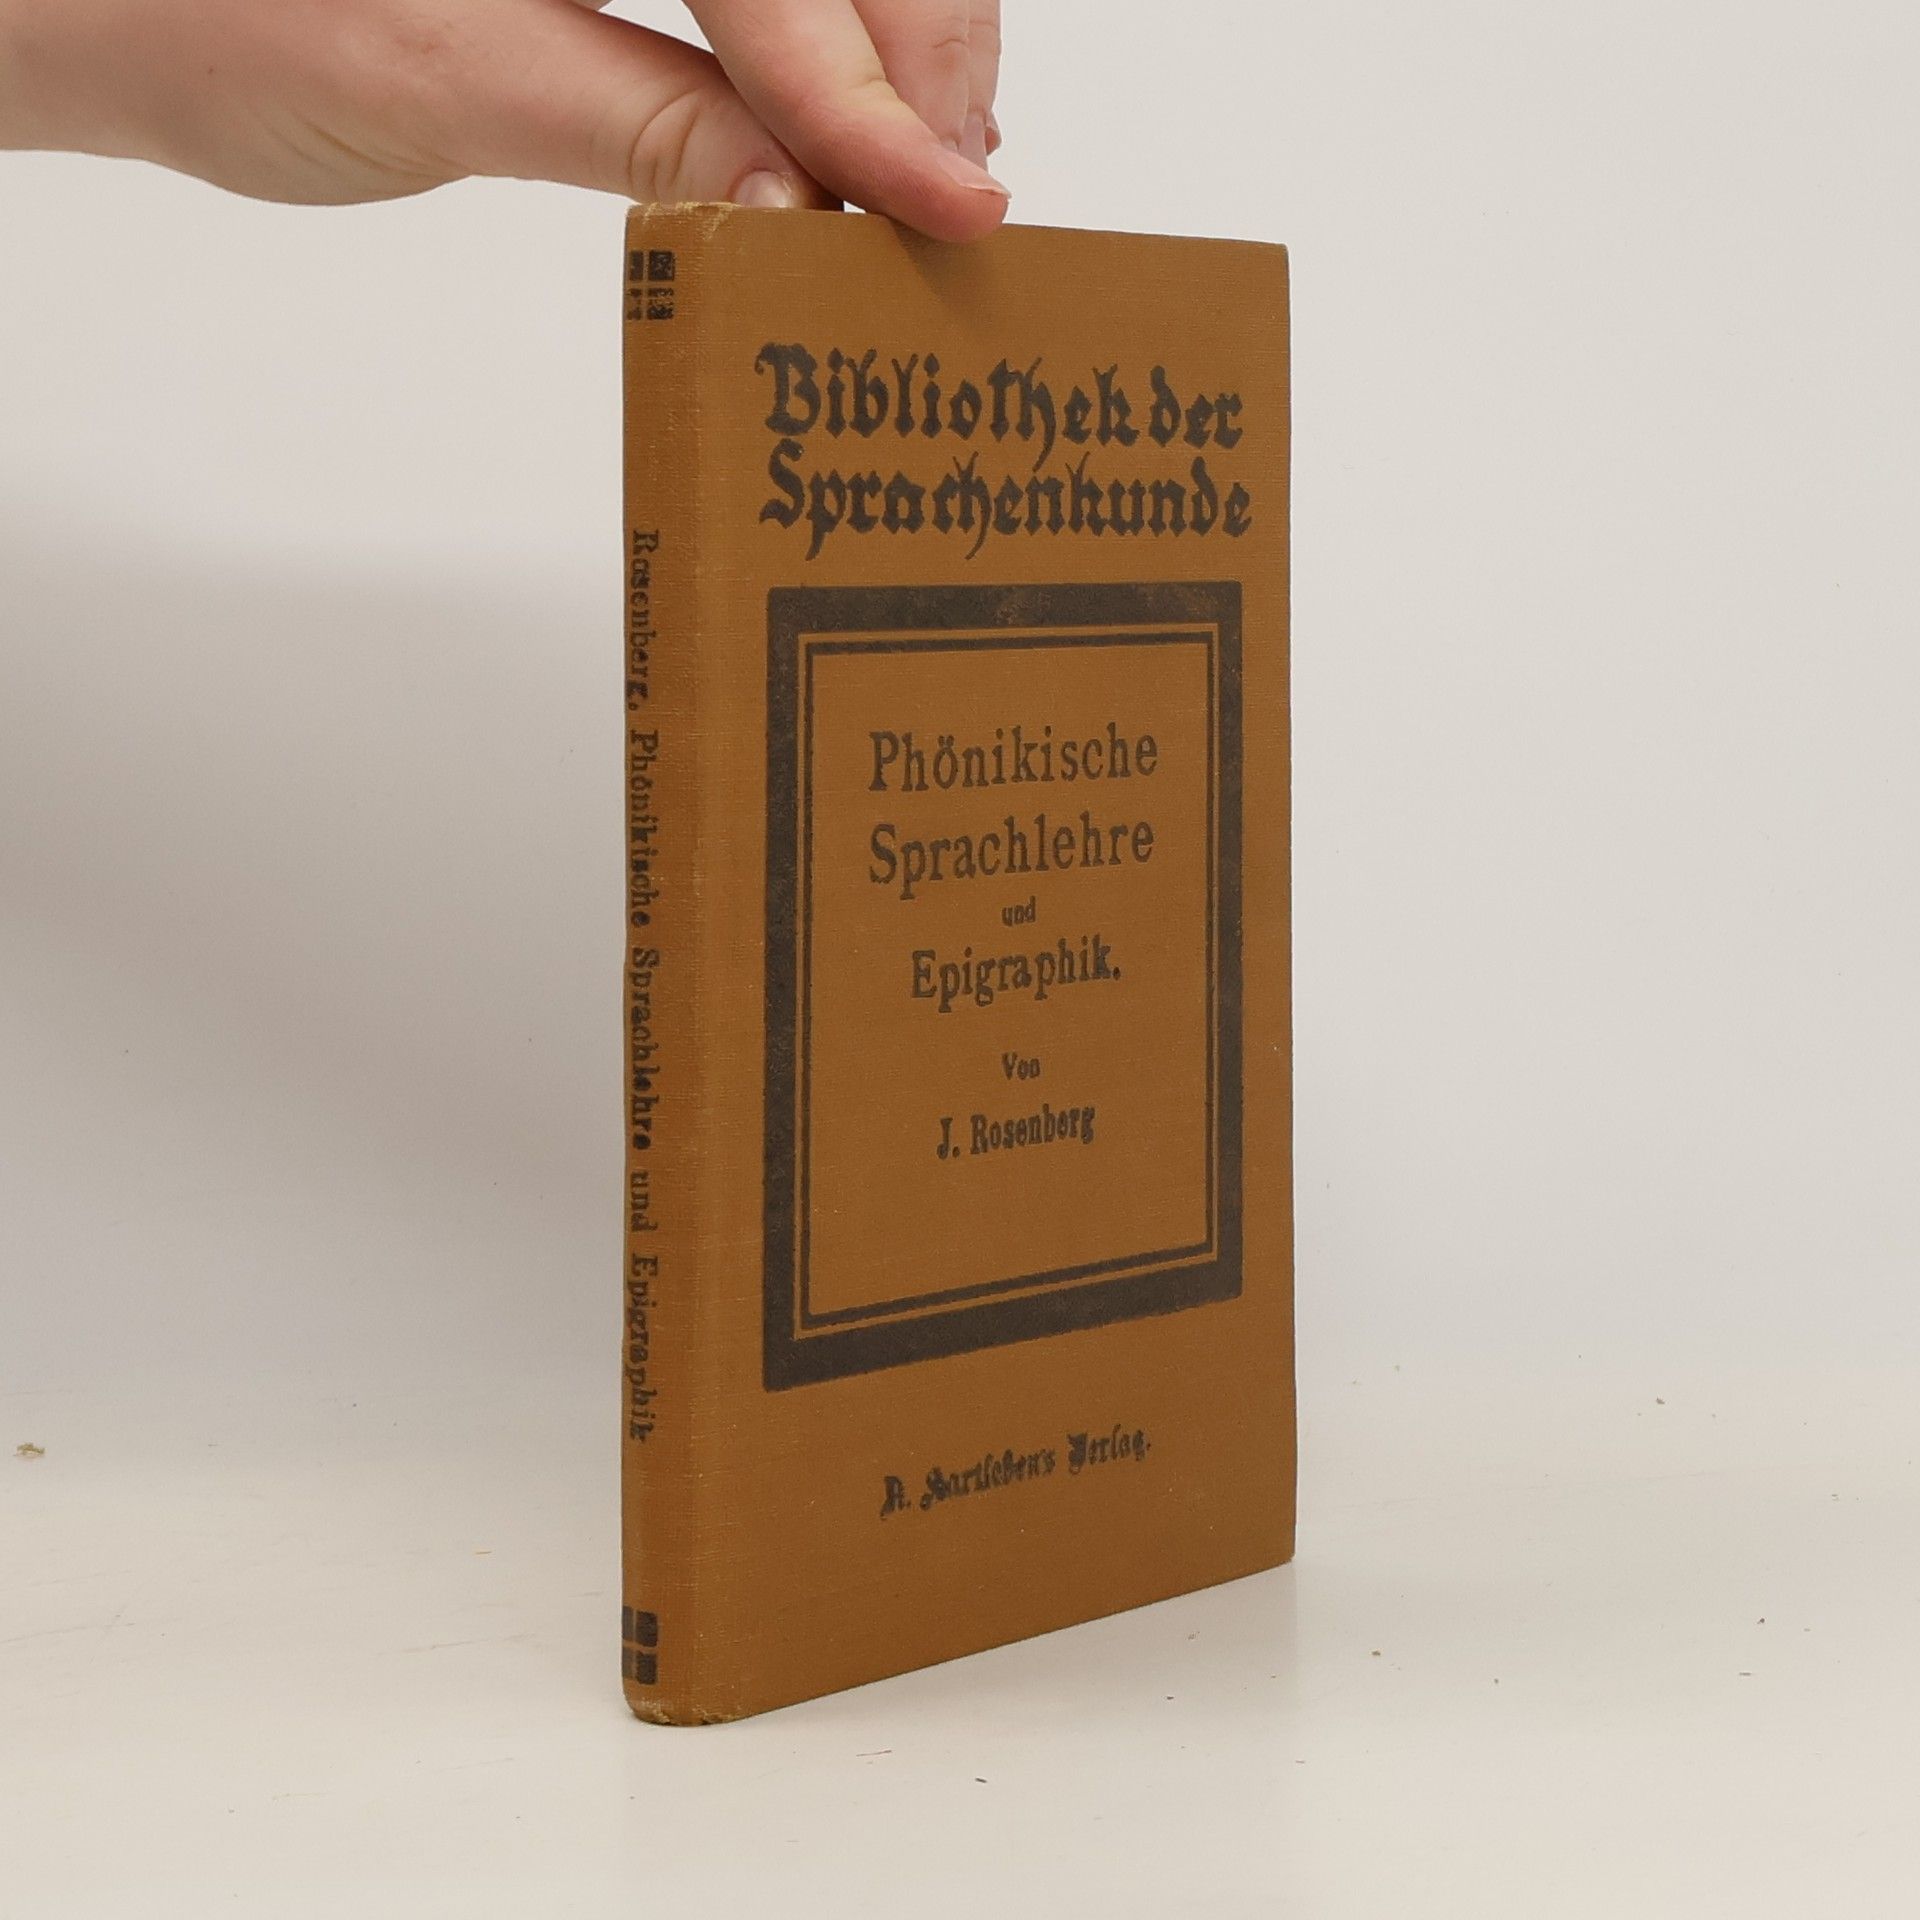 Bibliothek der
Sprachenkunde
Phönikische
Sprachlehre
und
Epigraphik.
Von
J. Rosenberg
A. Hartleben's Verlag.
Rosenberg, Phönikische Sprachlehre und Epigraphik